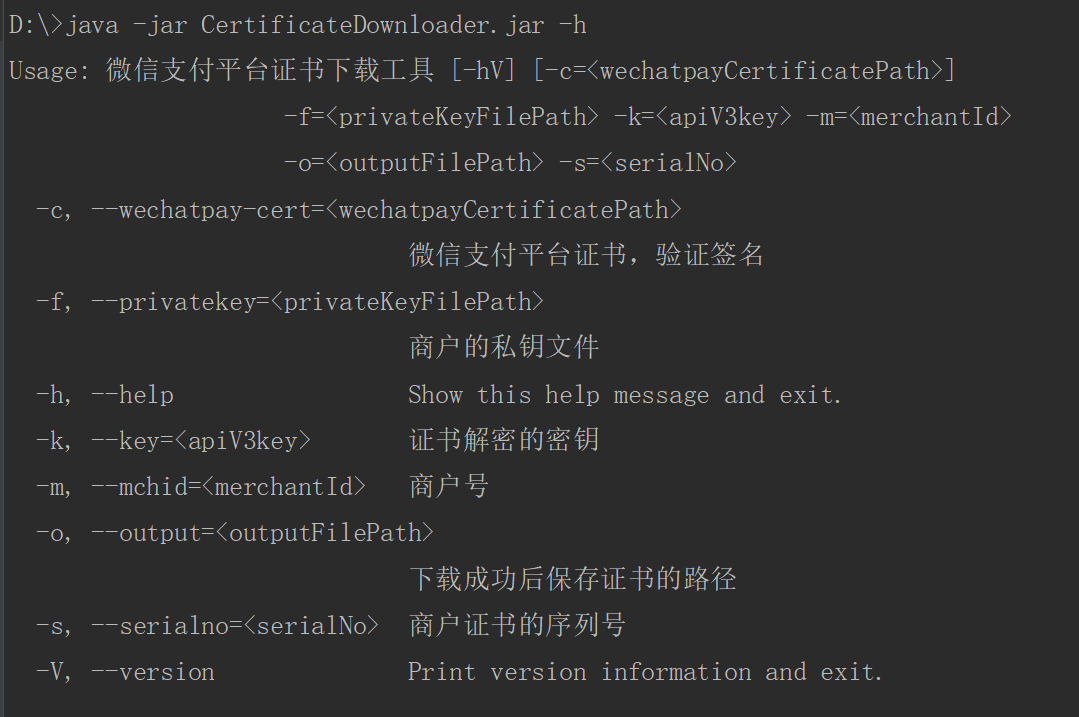 D:\>java -jar CertificateDownloader.jar -h
Usage: 微信支付平台证书下载工具 [-hV] [-c=<wechatpayCertificatePath>]
-f=<privateKeyFilePath> -k=<apiV3key> -m=<merchantId>
-o=<outputFilePath> -s=<serialNo>
-c, --wechatpay-cert=<wechatpayCertificatePath>
微信支付平台证书，验证签名
-f, --privatekey=<privateKeyFilePath>
商户的私钥文件
-h, --help Show this help message and exit.
-k, --key=<apiV3key> 证书解密的密钥
-m, --mchid=<merchantId> 商户号
-o, --output=<outputFilePath>
下载成功后保存证书的路径
-s, --serialno=<serialNo> 商户证书的序列号
-V, --version Print version information and exit.